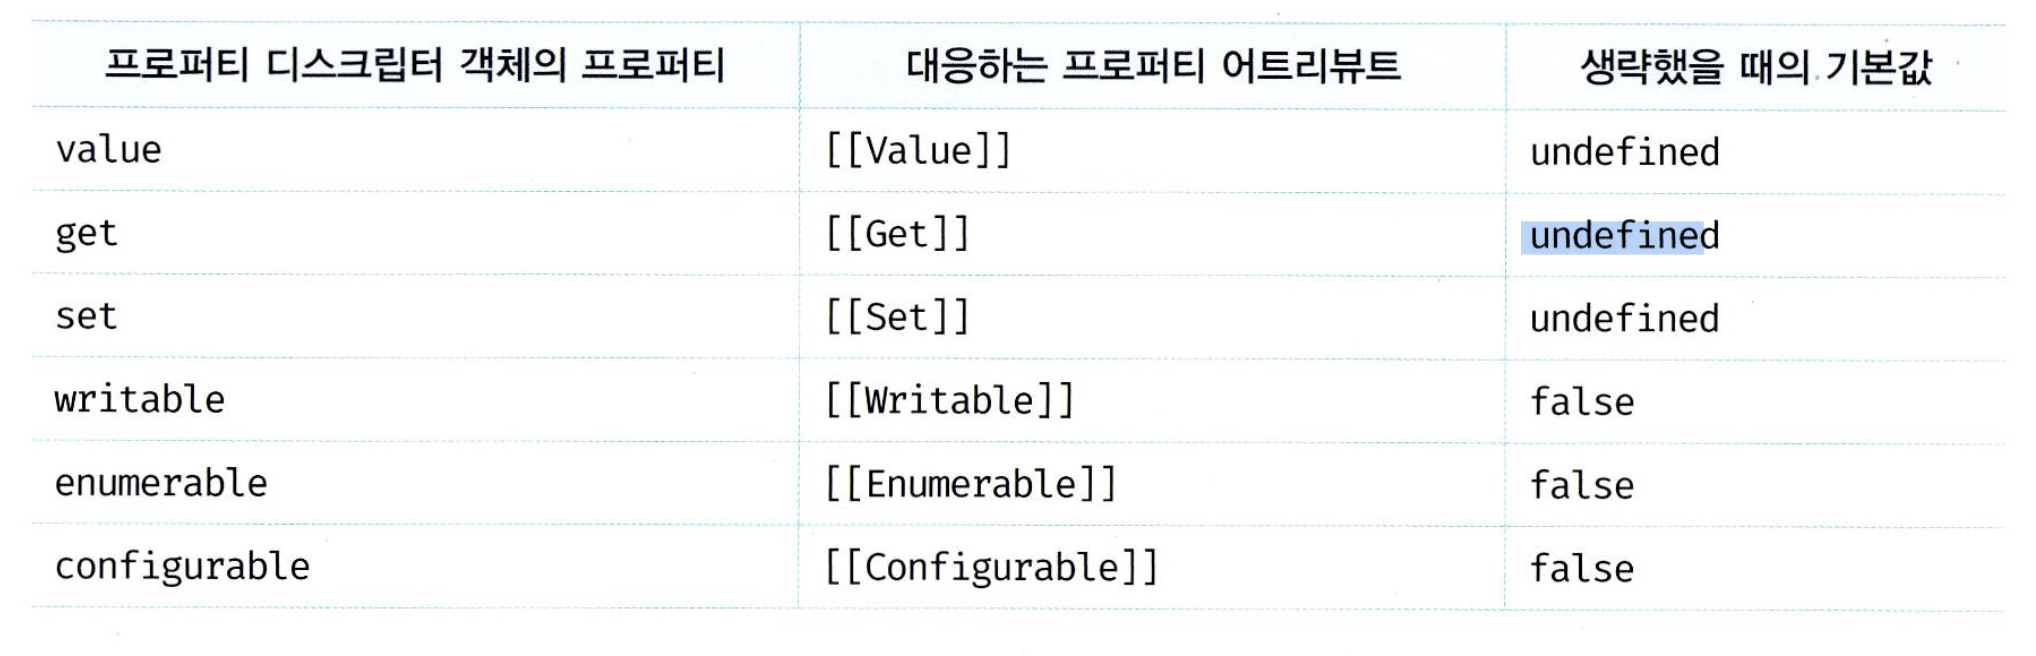 프로퍼티 디스크립터 객체의 프로퍼티 대응하는 프로퍼티 어트리뷰트 생략했을 때의 기본값
value [[Value]] undefined
get [[Get]] undefined
set [[Set]] undefined
writable [[Writable]] false
enumerable [[Enumerable]] false
configurable [[Configurable]] false